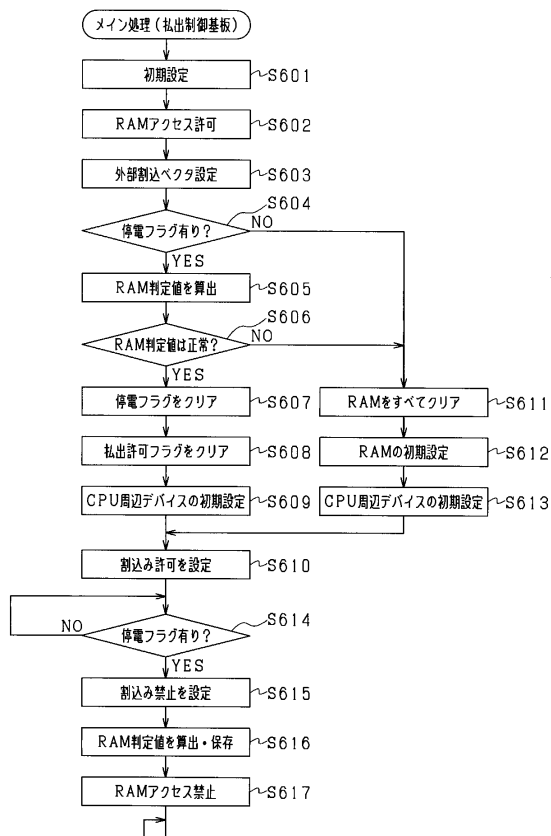 メイン処理(払出制御基板)
初期設定 S601
RAMアクセス許可 S602
外部割込ベクタ設定 S603
S604
停電フラグ有り? NO
YES
RAM判定値を算出 S605
S606
RAM判定値は正常? NO
YES
停電フラグをクリア S607
RAMをすべてクリア S611
払出許可フラグをクリア S608
RAMの初期設定 S612
CPU周辺デバイスの初期設定 S609
CPU周辺デバイスの初期設定 S613
割込み許可を設定 S610
S614
停電フラグ有り? NO
YES
割込み禁止を設定 S615
RAM判定値を算出・保存 S616
RAMアクセス禁止 S617